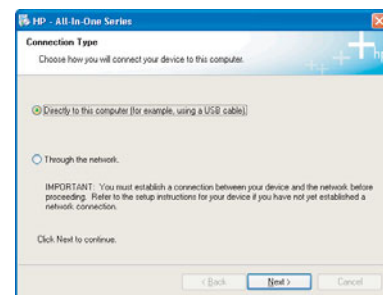 HP - All-In-One Series
Connection Type
Choose how you will connect your device to this computer.
hp
Directly to this computer (for example, using a USB cable).
Through the network.
IMPORTANT: You must establish a connection between your device and the network before
proceeding. Refer to the setup instructions for your device if you have not yet established a
network connection.
Click Next to continue.
< Back Next > Cancel